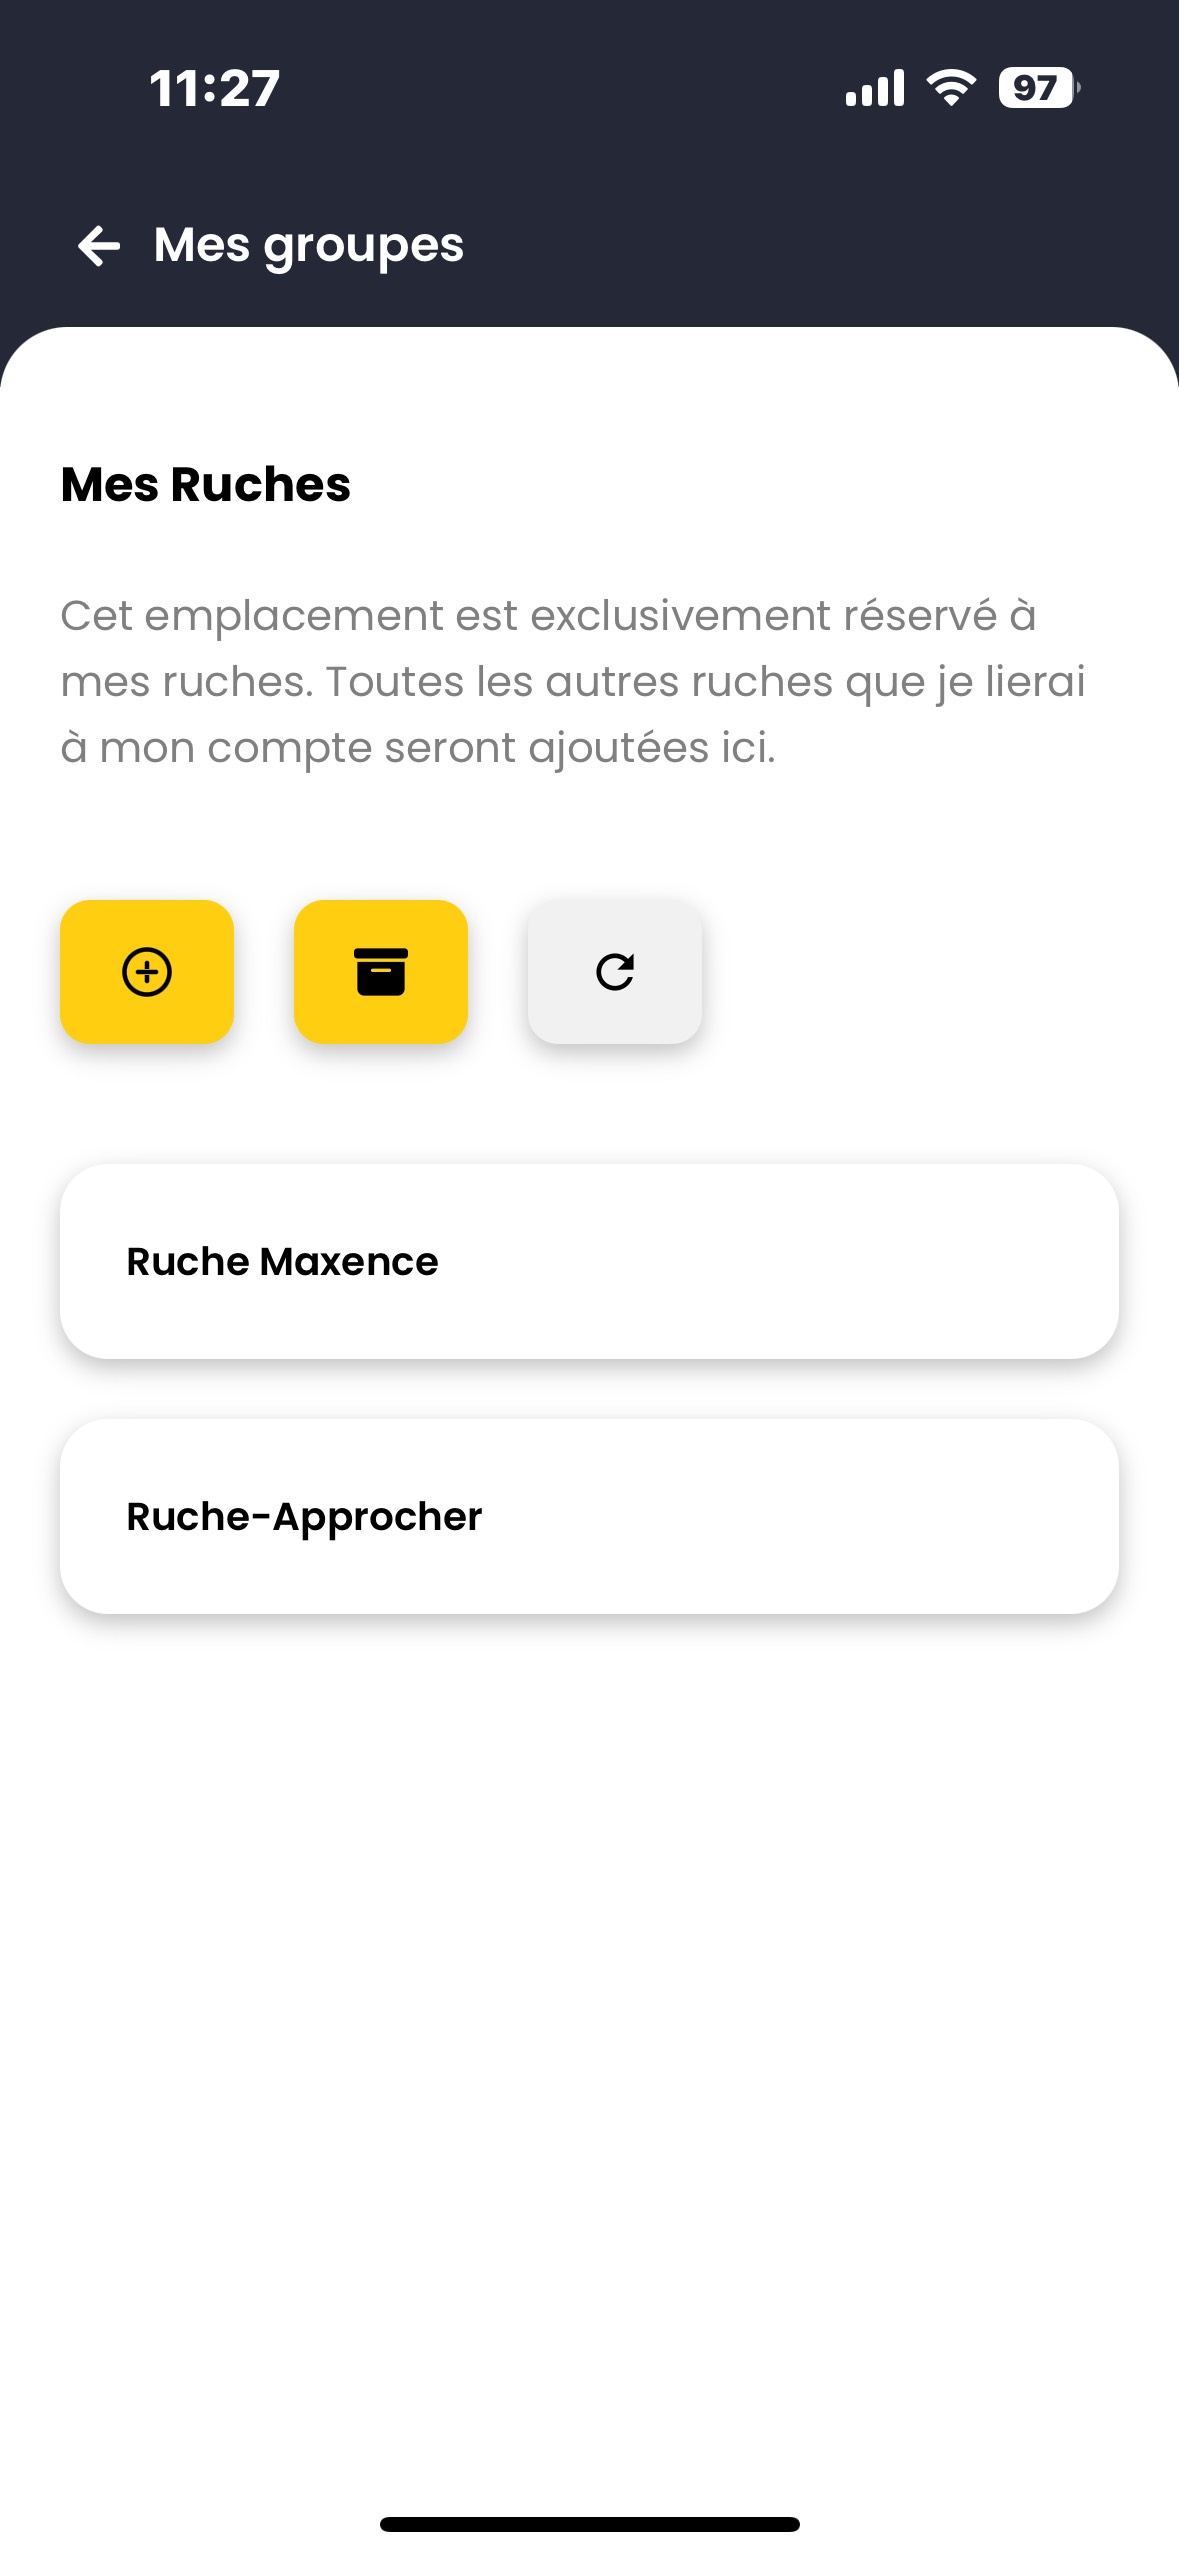 11:27
97
Mes groupes
Mes Ruches
Cet emplacement est exclusivement réservé à
mes ruches. Toutes les autres ruches que je lierai
à mon compte seront ajoutées ici.
Ruche Maxence
Ruche-Approcher